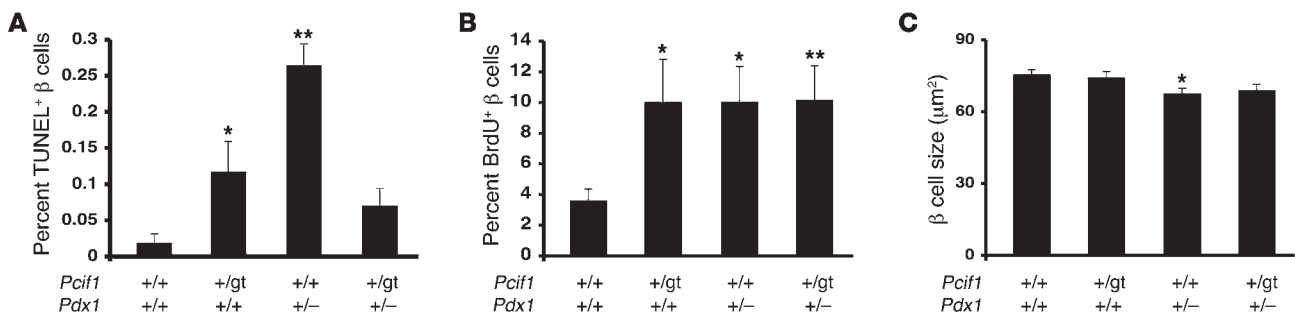 A
Percent TUNEL+ β cells
0.3
0.25
0.2
0.15
0.1
0.05
0
*
**
Pcif1 +/+ +/gt +/+ +/gt
Pdx1 +/+ +/+ +/− +/−
B
Percent BrdU+ β cells
14
12
10
8
6
4
2
0
* * **
Pcif1 +/+ +/gt +/+ +/gt
Pdx1 +/+ +/+ +/− +/−
C
β cell size (μm²)
90
60
30
0
*
Pcif1 +/+ +/gt +/+ +/gt
Pdx1 +/+ +/+ +/− +/−